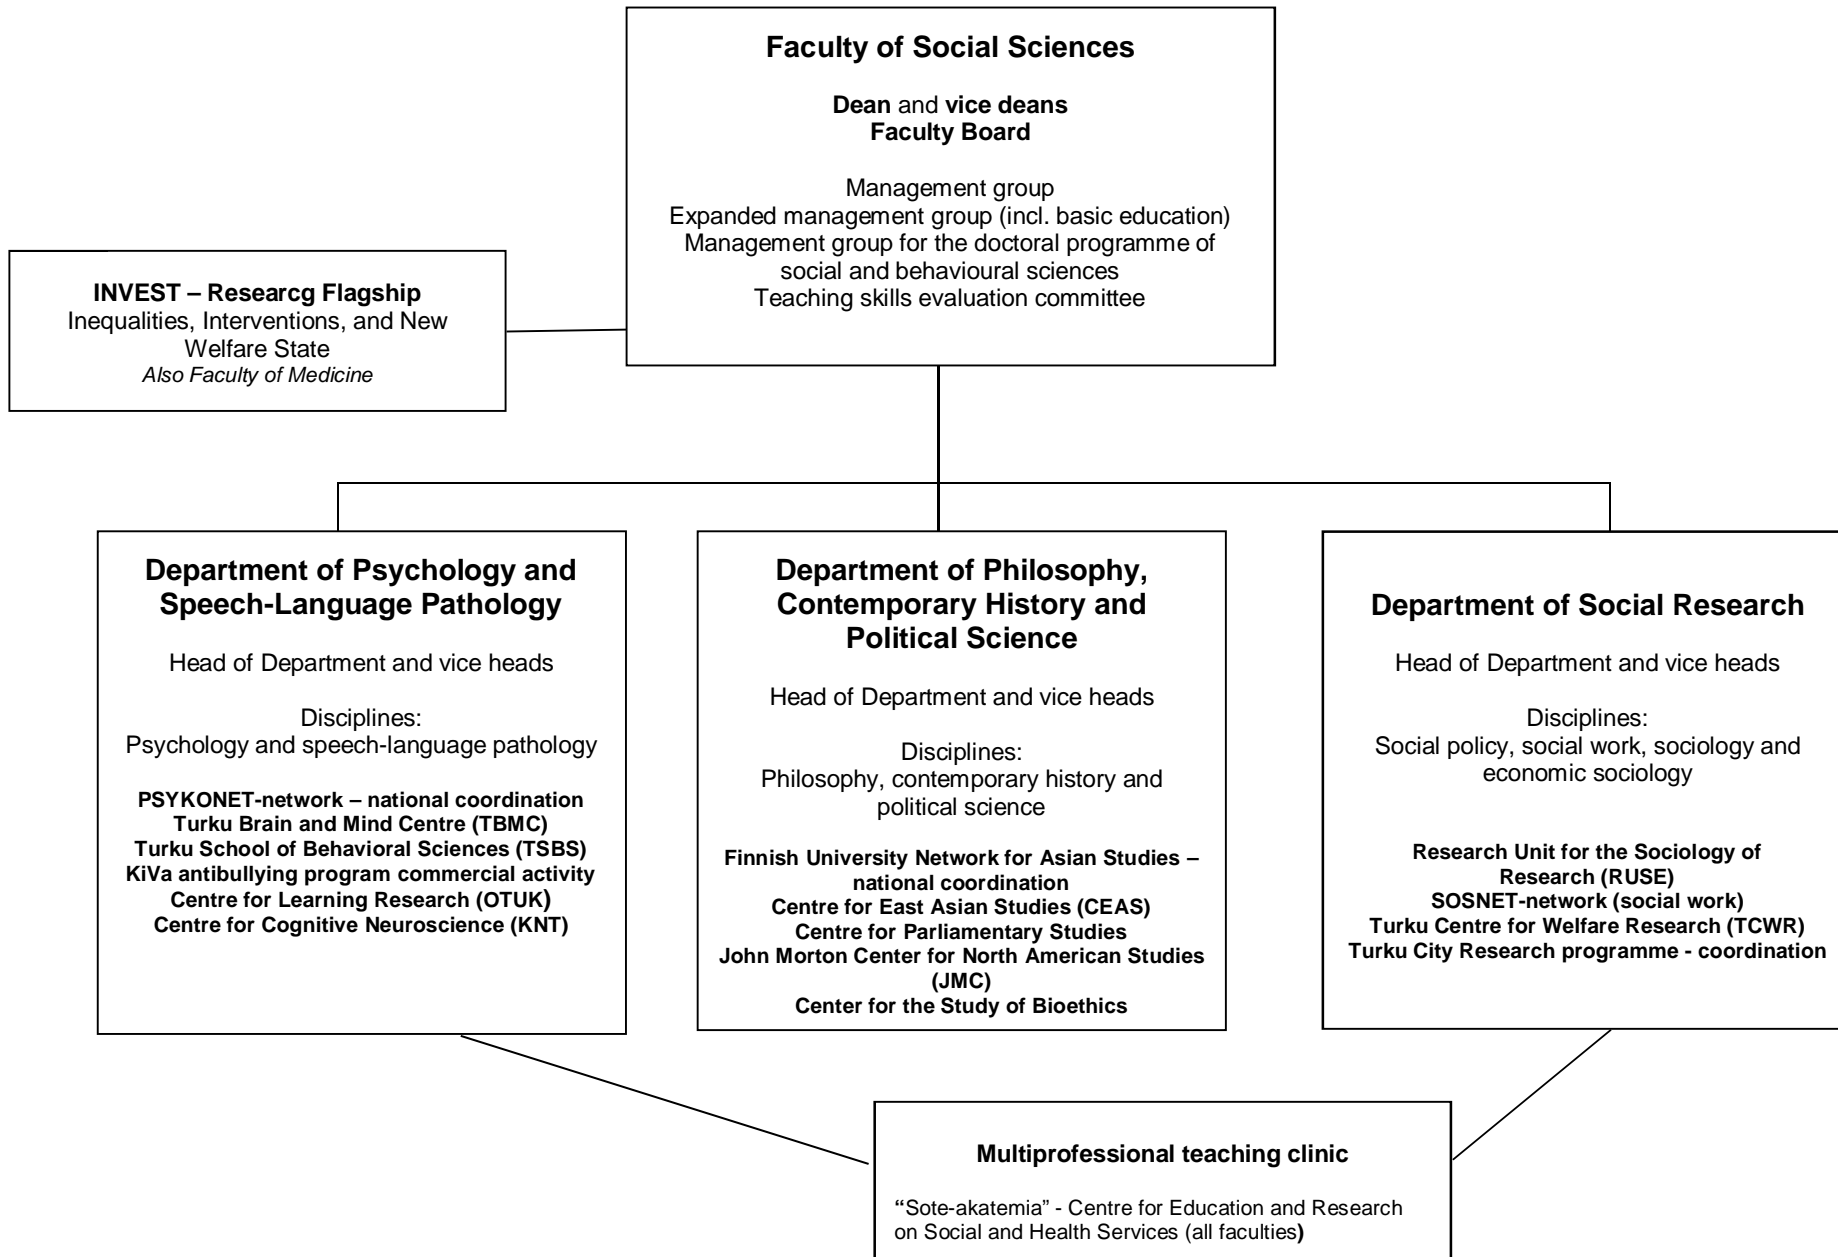 Faculty of Social Sciences
Dean and vice deans
Faculty Board
Management group
Expanded management group (incl. basic education)
Management group for the doctoral programme of
social and behavioural sciences
Teaching skills evaluation committee
INVEST – Researcg Flagship
Inequalities, Interventions, and New
Welfare State
Also Faculty of Medicine
Department of Psychology and
Speech-Language Pathology
Head of Department and vice heads
Disciplines:
Psychology and speech-language pathology
PSYKONET-network – national coordination
Turku Brain and Mind Centre (TBMC)
Turku School of Behavioral Sciences (TSBS)
KiVa antibullying program commercial activity
Centre for Learning Research (OTUK)
Centre for Cognitive Neuroscience (KNT)
Department of Philosophy,
Contemporary History and
Political Science
Head of Department and vice heads
Disciplines:
Philosophy, contemporary history and
political science
Finnish University Network for Asian Studies –
national coordination
Centre for East Asian Studies (CEAS)
Centre for Parliamentary Studies
John Morton Center for North American Studies
(JMC)
Center for the Study of Bioethics
Department of Social Research
Head of Department and vice heads
Disciplines:
Social policy, social work, sociology and
economic sociology
Research Unit for the Sociology of
Research (RUSE)
SOSNET-network (social work)
Turku Centre for Welfare Research (TCWR)
Turku City Research programme - coordination
Multiprofessional teaching clinic
“Sote-akatemia” - Centre for Education and Research
on Social and Health Services (all faculties)